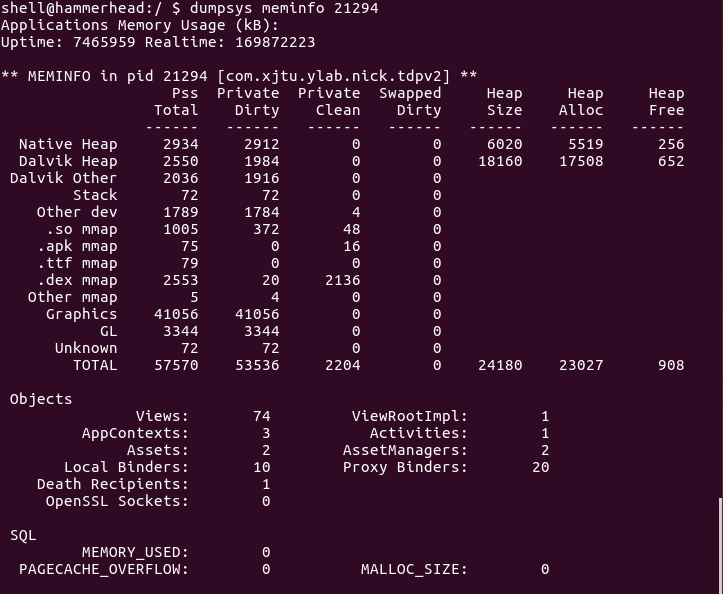 shell@hammerhead:/ $ dumpsys meminfo 21294
Applications Memory Usage (kB):
Uptime: 7465959 Realtime: 169872223

** MEMINFO in pid 21294 [com.xjtu.ylab.nick.tdpv2] **
                   Pss  Private  Private  Swapped     Heap     Heap     Heap
                 Total    Dirty    Clean    Dirty     Size    Alloc     Free
                ------   ------   ------   ------   ------   ------   ------
  Native Heap     2934     2912        0        0     6020     5519      256
  Dalvik Heap     2550     1984        0        0    18160    17508      652
 Dalvik Other     2036     1916        0        0
        Stack       72       72        0        0
    Other dev     1789     1784        4        0
     .so mmap     1005      372       48        0
    .apk mmap       75        0       16        0
    .ttf mmap       79        0        0        0
    .dex mmap     2553       20     2136        0
   Other mmap        5        4        0        0
     Graphics    41056    41056        0        0
           GL     3344     3344        0        0
      Unknown       72       72        0        0
        TOTAL    57570    53536     2204        0    24180    23027      908

 Objects
               Views:       74         ViewRootImpl:        1
         AppContexts:        3           Activities:        1
              Assets:        2        AssetManagers:        2
       Local Binders:       10        Proxy Binders:       20
    Death Recipients:        1
     OpenSSL Sockets:        0

 SQL
         MEMORY_USED:        0
  PAGECACHE_OVERFLOW:        0          MALLOC_SIZE:        0